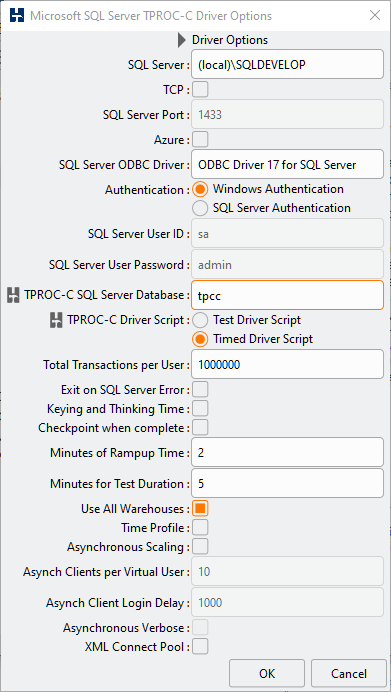 Microsoft SQL Server TPROC-C Driver Options
Driver Options
SQL Server : (local)\SQLDEVELOP
TCP :
SQL Server Port : 1433
Azure :
SQL Server ODBC Driver : ODBC Driver 17 for SQL Server
Authentication : Windows Authentication
SQL Server Authentication
SQL Server User ID : sa
SQL Server User Password : admin
TPROC-C SQL Server Database : tpcc
TPROC-C Driver Script : Test Driver Script
Timed Driver Script
Total Transactions per User : 1000000
Exit on SQL Server Error :
Keying and Thinking Time :
Checkpoint when complete :
Minutes of Rampup Time : 2
Minutes for Test Duration : 5
Use All Warehouses :
Time Profile :
Asynchronous Scaling :
Asynch Clients per Virtual User : 10
Asynch Client Login Delay : 1000
Asynchronous Verbose :
XML Connect Pool :
OK Cancel